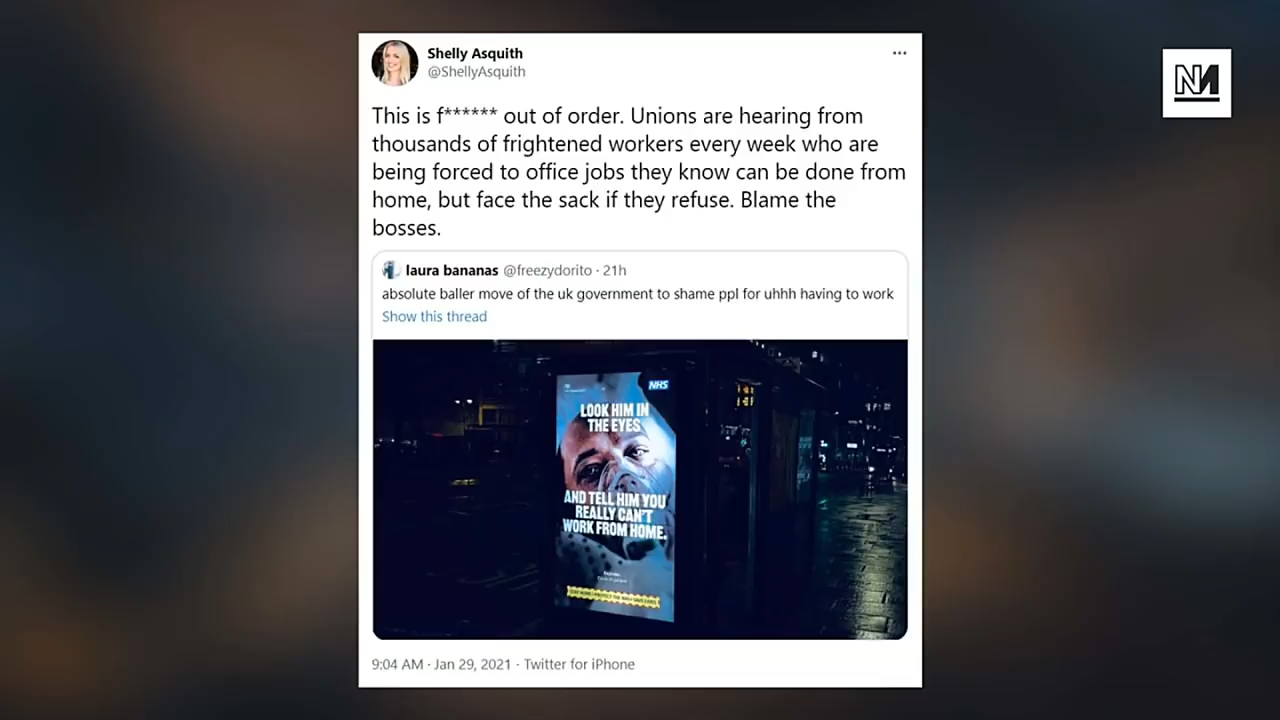 Shelly Asquith
@ShellyAsquith
This is f****** out of order. Unions are hearing from
thousands of frightened workers every week who are
being forced to office jobs they know can be done from
home, but face the sack if they refuse. Blame the
bosses.
laura bananas @freezydorito · 21h
absolute baller move of the uk government to shame ppl for uhhh having to work
Show this thread
NHS
LOOK HIM IN
THE EYES
AND TELL HIM YOU
REALLY CAN'T
WORK FROM HOME.
9:04 AM · Jan 29, 2021 · Twitter for iPhone
NM